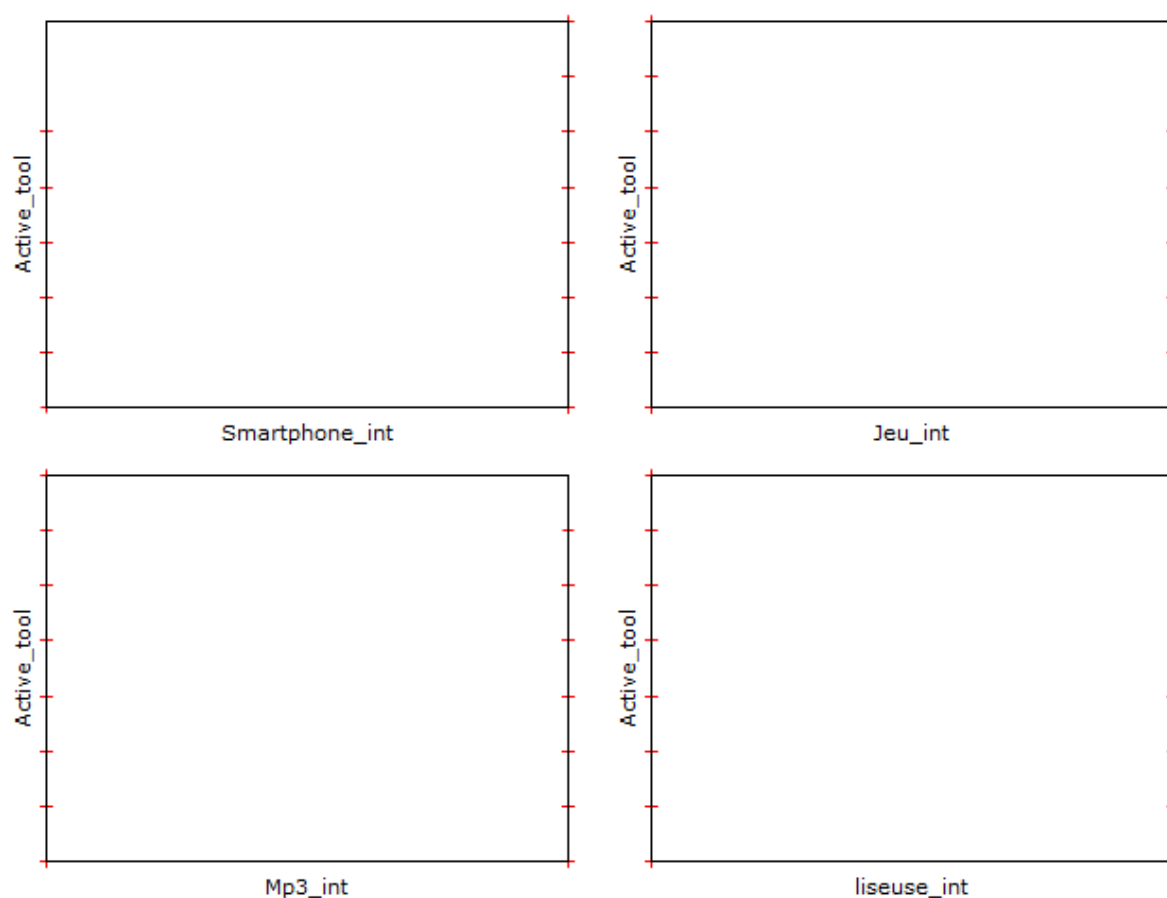 Active_tool
Smartphone_int
Active_tool
Jeu_int
Active_tool
Mp3_int
Active_tool
liseuse_int